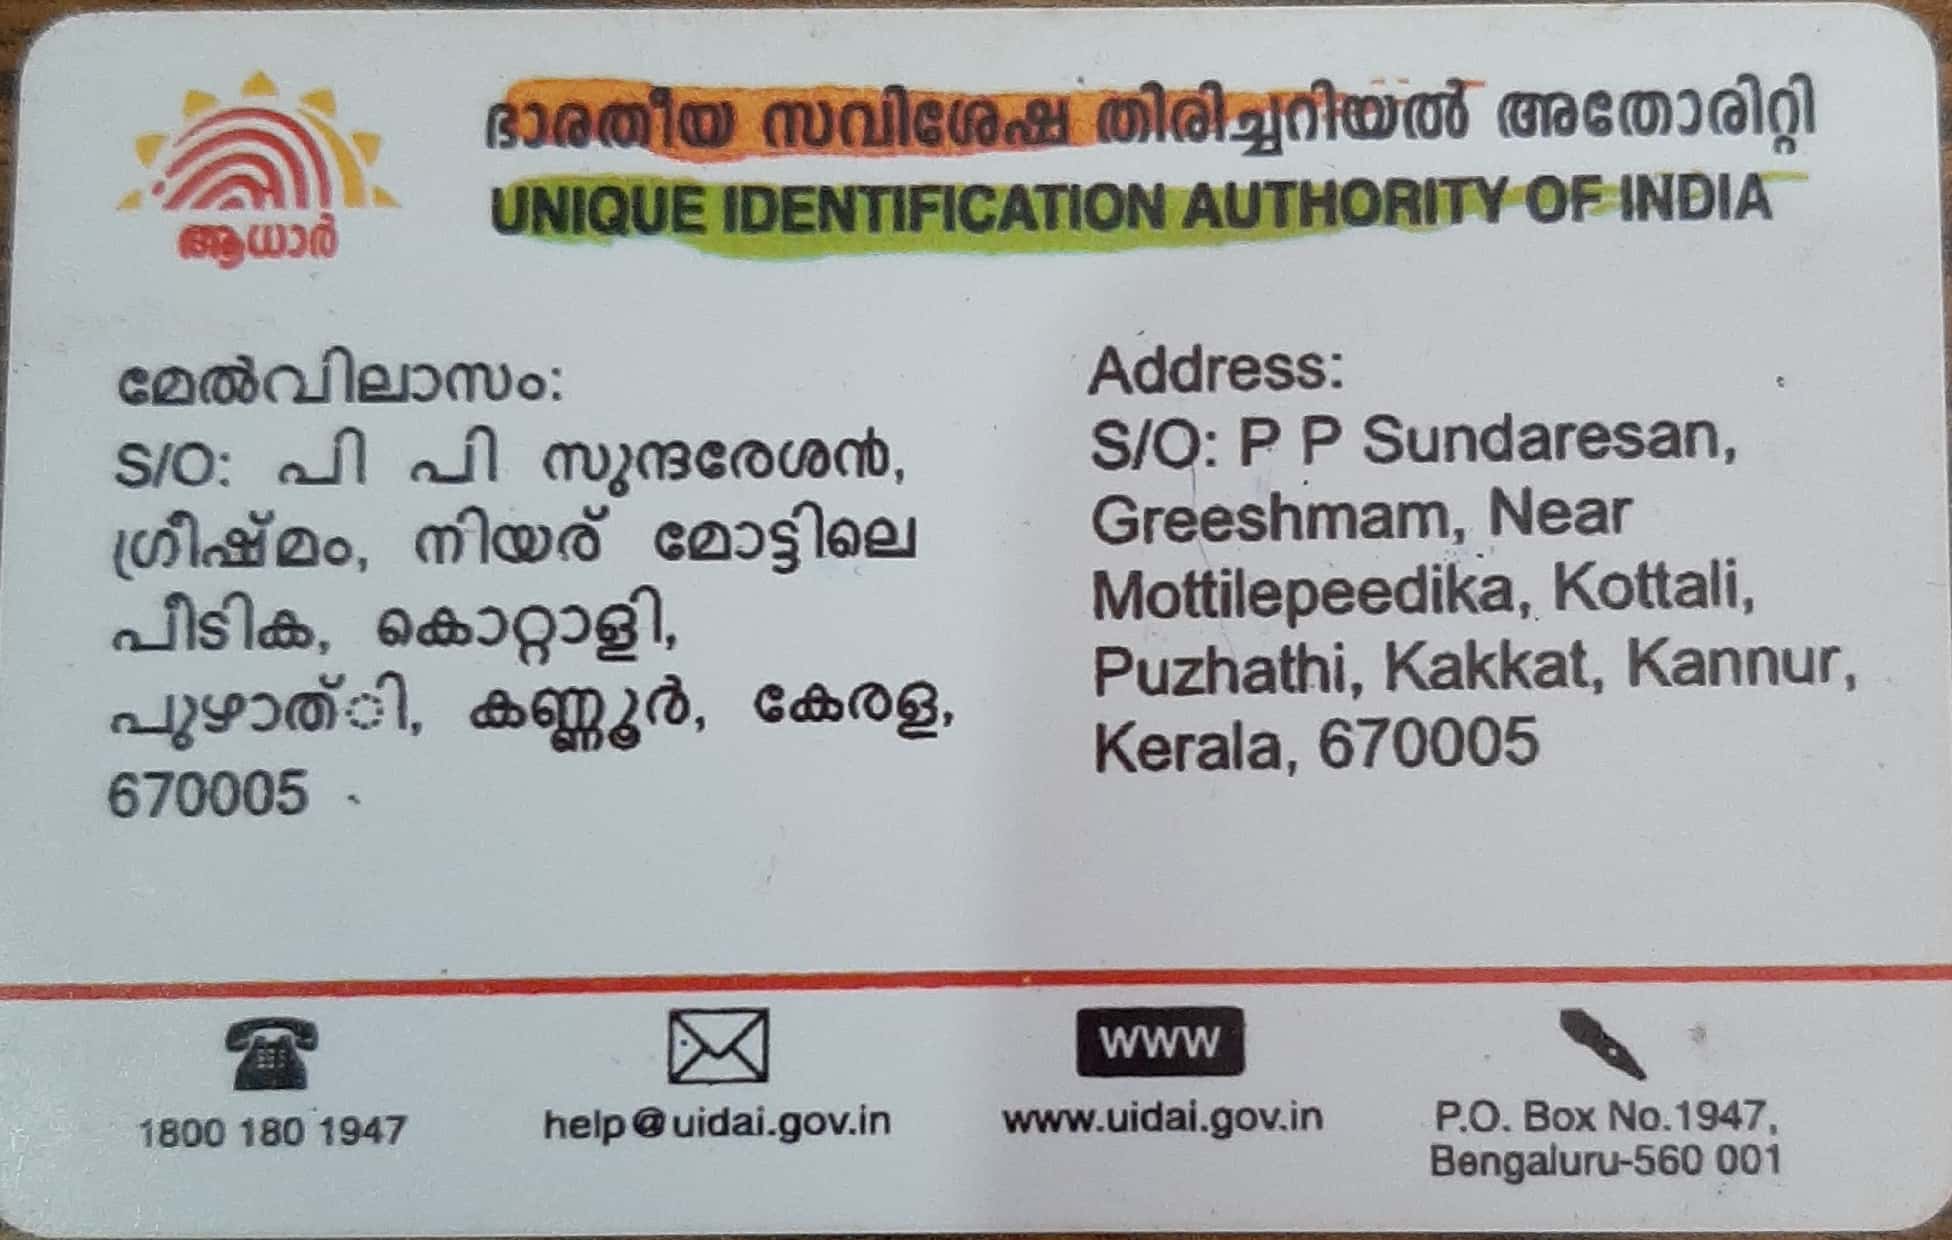 ഭാരതീയ സവിശേഷ തിരിച്ചറിയൽ അതോരിറ്റി
UNIQUE IDENTIFICATION AUTHORITY OF INDIA
ആധാർ
മേൽവിലാസം:
S/O: പി പി സുന്ദരേശൻ,
ഗ്രീഷ്മം, നിയര് മോട്ടിലെ
പീടിക, കൊറ്റാളി,
പുഴാത്ി, കണ്ണൂർ, കേരള,
670005
Address:
S/O: P P Sundaresan,
Greeshmam, Near
Mottilepeedika, Kottali,
Puzhathi, Kakkat, Kannur,
Kerala, 670005
1800 180 1947
help@uidai.gov.in
WWW
www.uidai.gov.in
P.O. Box No.1947,
Bengaluru-560 001